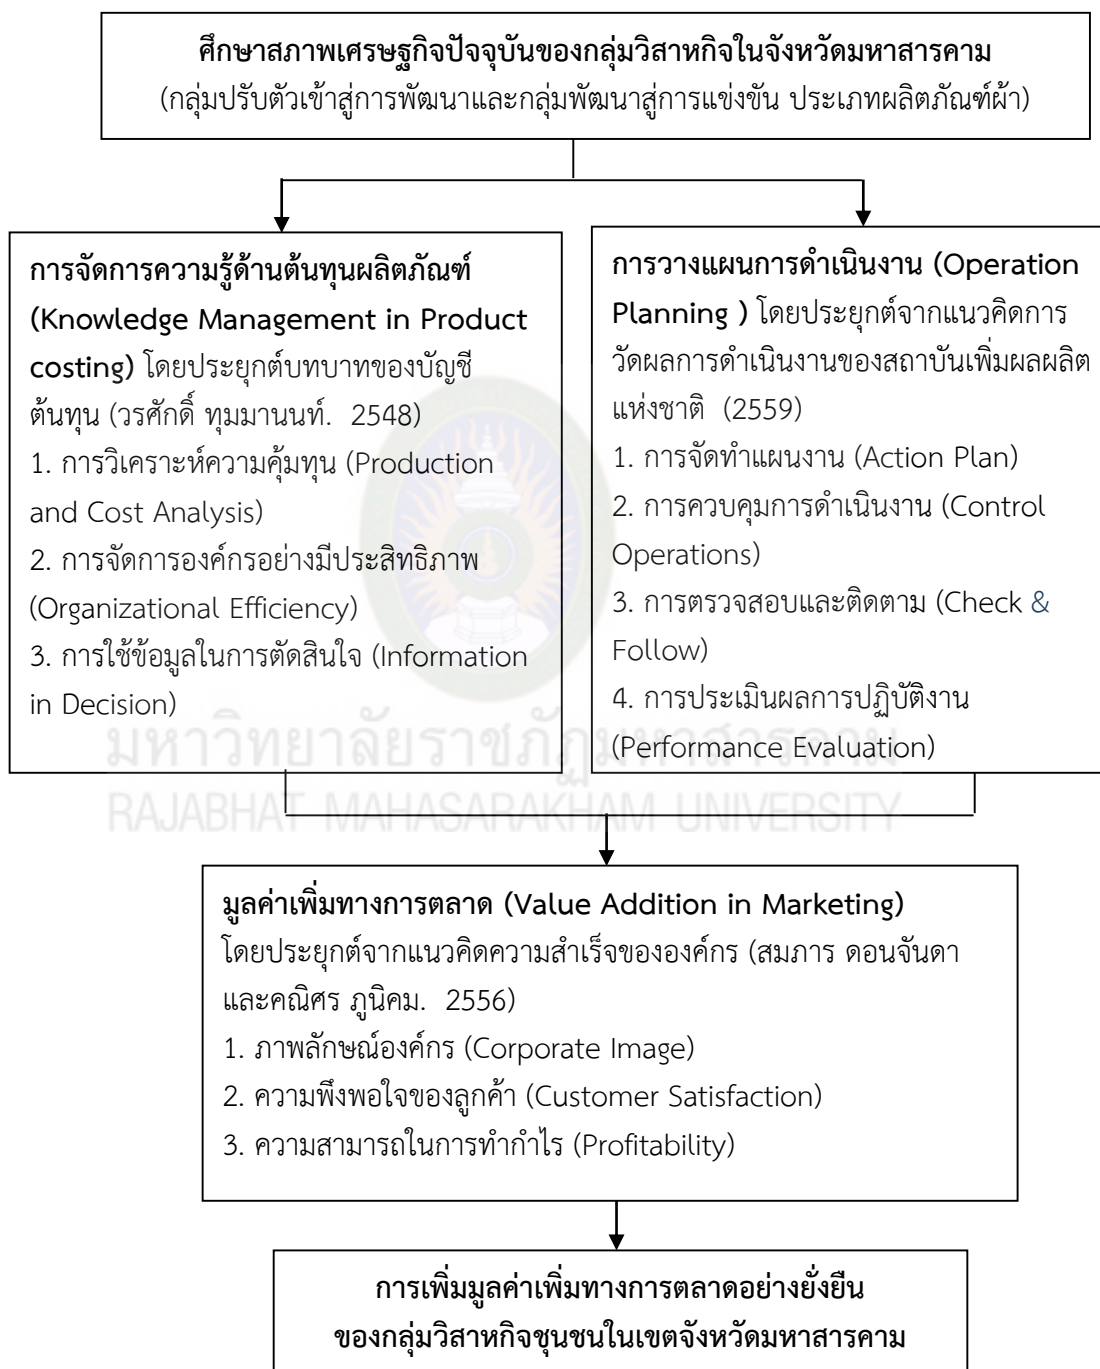 ศึกษาสภาพเศรษฐกิจปัจจุบันของกลุ่มวิสาหกิจในจังหวัดมหาสารคาม
(กลุ่มปรับตัวเข้าสู่การพัฒนาและกลุ่มพัฒนาสู่การแข่งขัน ประเภทผลิตภัณฑ์ผ้า)
การจัดการความรู้ด้านต้นทุนผลิตภัณฑ์
(Knowledge Management in Product
costing) โดยประยุกต์บทบาทของบัญชี
ต้นทุน (วรศักดิ์ ทุมมานนท์. 2548)
1. การวิเคราะห์ความคุ้มทุน (Production
and Cost Analysis)
2. การจัดการองค์กรอย่างมีประสิทธิภาพ
(Organizational Efficiency)
3. การใช้ข้อมูลในการตัดสินใจ (Information
in Decision)
การวางแผนการดำเนินงาน (Operation
Planning ) โดยประยุกต์จากแนวคิดการ
วัดผลการดำเนินงานของสถาบันเพิ่มผลผลิต
แห่งชาติ (2559)
1. การจัดทำแผนงาน (Action Plan)
2. การควบคุมการดำเนินงาน (Control
Operations)
3. การตรวจสอบและติดตาม (Check &
Follow)
4. การประเมินผลการปฏิบัติงาน
(Performance Evaluation)
มหาวิทยาลัยราชภัฏมหาสารคาม
RAJABHAT MAHASARAKHAM UNIVERSITY
มูลค่าเพิ่มทางการตลาด (Value Addition in Marketing)
โดยประยุกต์จากแนวคิดความสำเร็จขององค์กร (สมภาร ดอนจันดา
และคณิศร ภูนิคม. 2556)
1. ภาพลักษณ์องค์กร (Corporate Image)
2. ความพึงพอใจของลูกค้า (Customer Satisfaction)
3. ความสามารถในการทำกำไร (Profitability)
การเพิ่มมูลค่าเพิ่มทางการตลาดอย่างยั่งยืน
ของกลุ่มวิสาหกิจชุมชนในเขตจังหวัดมหาสารคาม